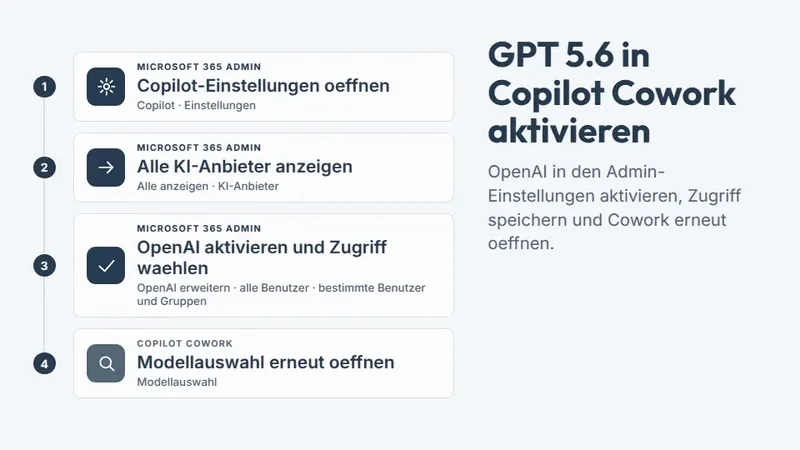 1
MICROSOFT 365 ADMIN
Copilot-Einstellungen oeffnen
Copilot · Einstellungen
2
MICROSOFT 365 ADMIN
Alle KI-Anbieter anzeigen
Alle anzeigen · KI-Anbieter
3
MICROSOFT 365 ADMIN
OpenAI aktivieren und Zugriff
waehlen
OpenAI erweitern · alle Benutzer · bestimmte Benutzer
und Gruppen
4
COPILOT COWORK
Modellauswahl erneut oeffnen
Modellauswahl
GPT 5.6 in
Copilot Cowork
aktivieren
OpenAI in den Admin-
Einstellungen aktivieren, Zugriff
speichern und Cowork erneut
oeffnen.